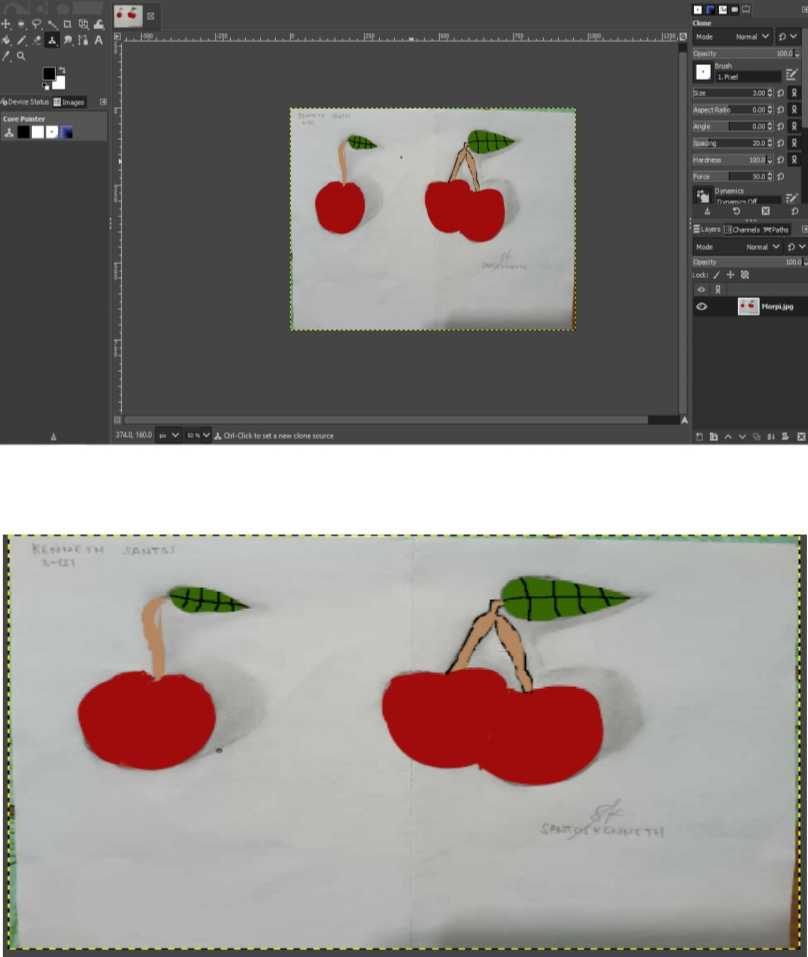 Clone
Mode Normal
Opacity 100.0
Brush
1. Pixel
Size 3.00
Aspect Ratio 0.00
Angle 0.00
Spacing 20.0
Hardness 100.0
Force 50.0
Dynamics
Dynamics Off
Device Status Images
Core Pointer
Layers Channels Paths
Mode Normal
Opacity 100.0
Lock:
Morpi.jpg
374.0, 160.0 px 50 % Ctrl-Click to set a new clone source
KENNETH SANTOS
SANTOS KENNETH